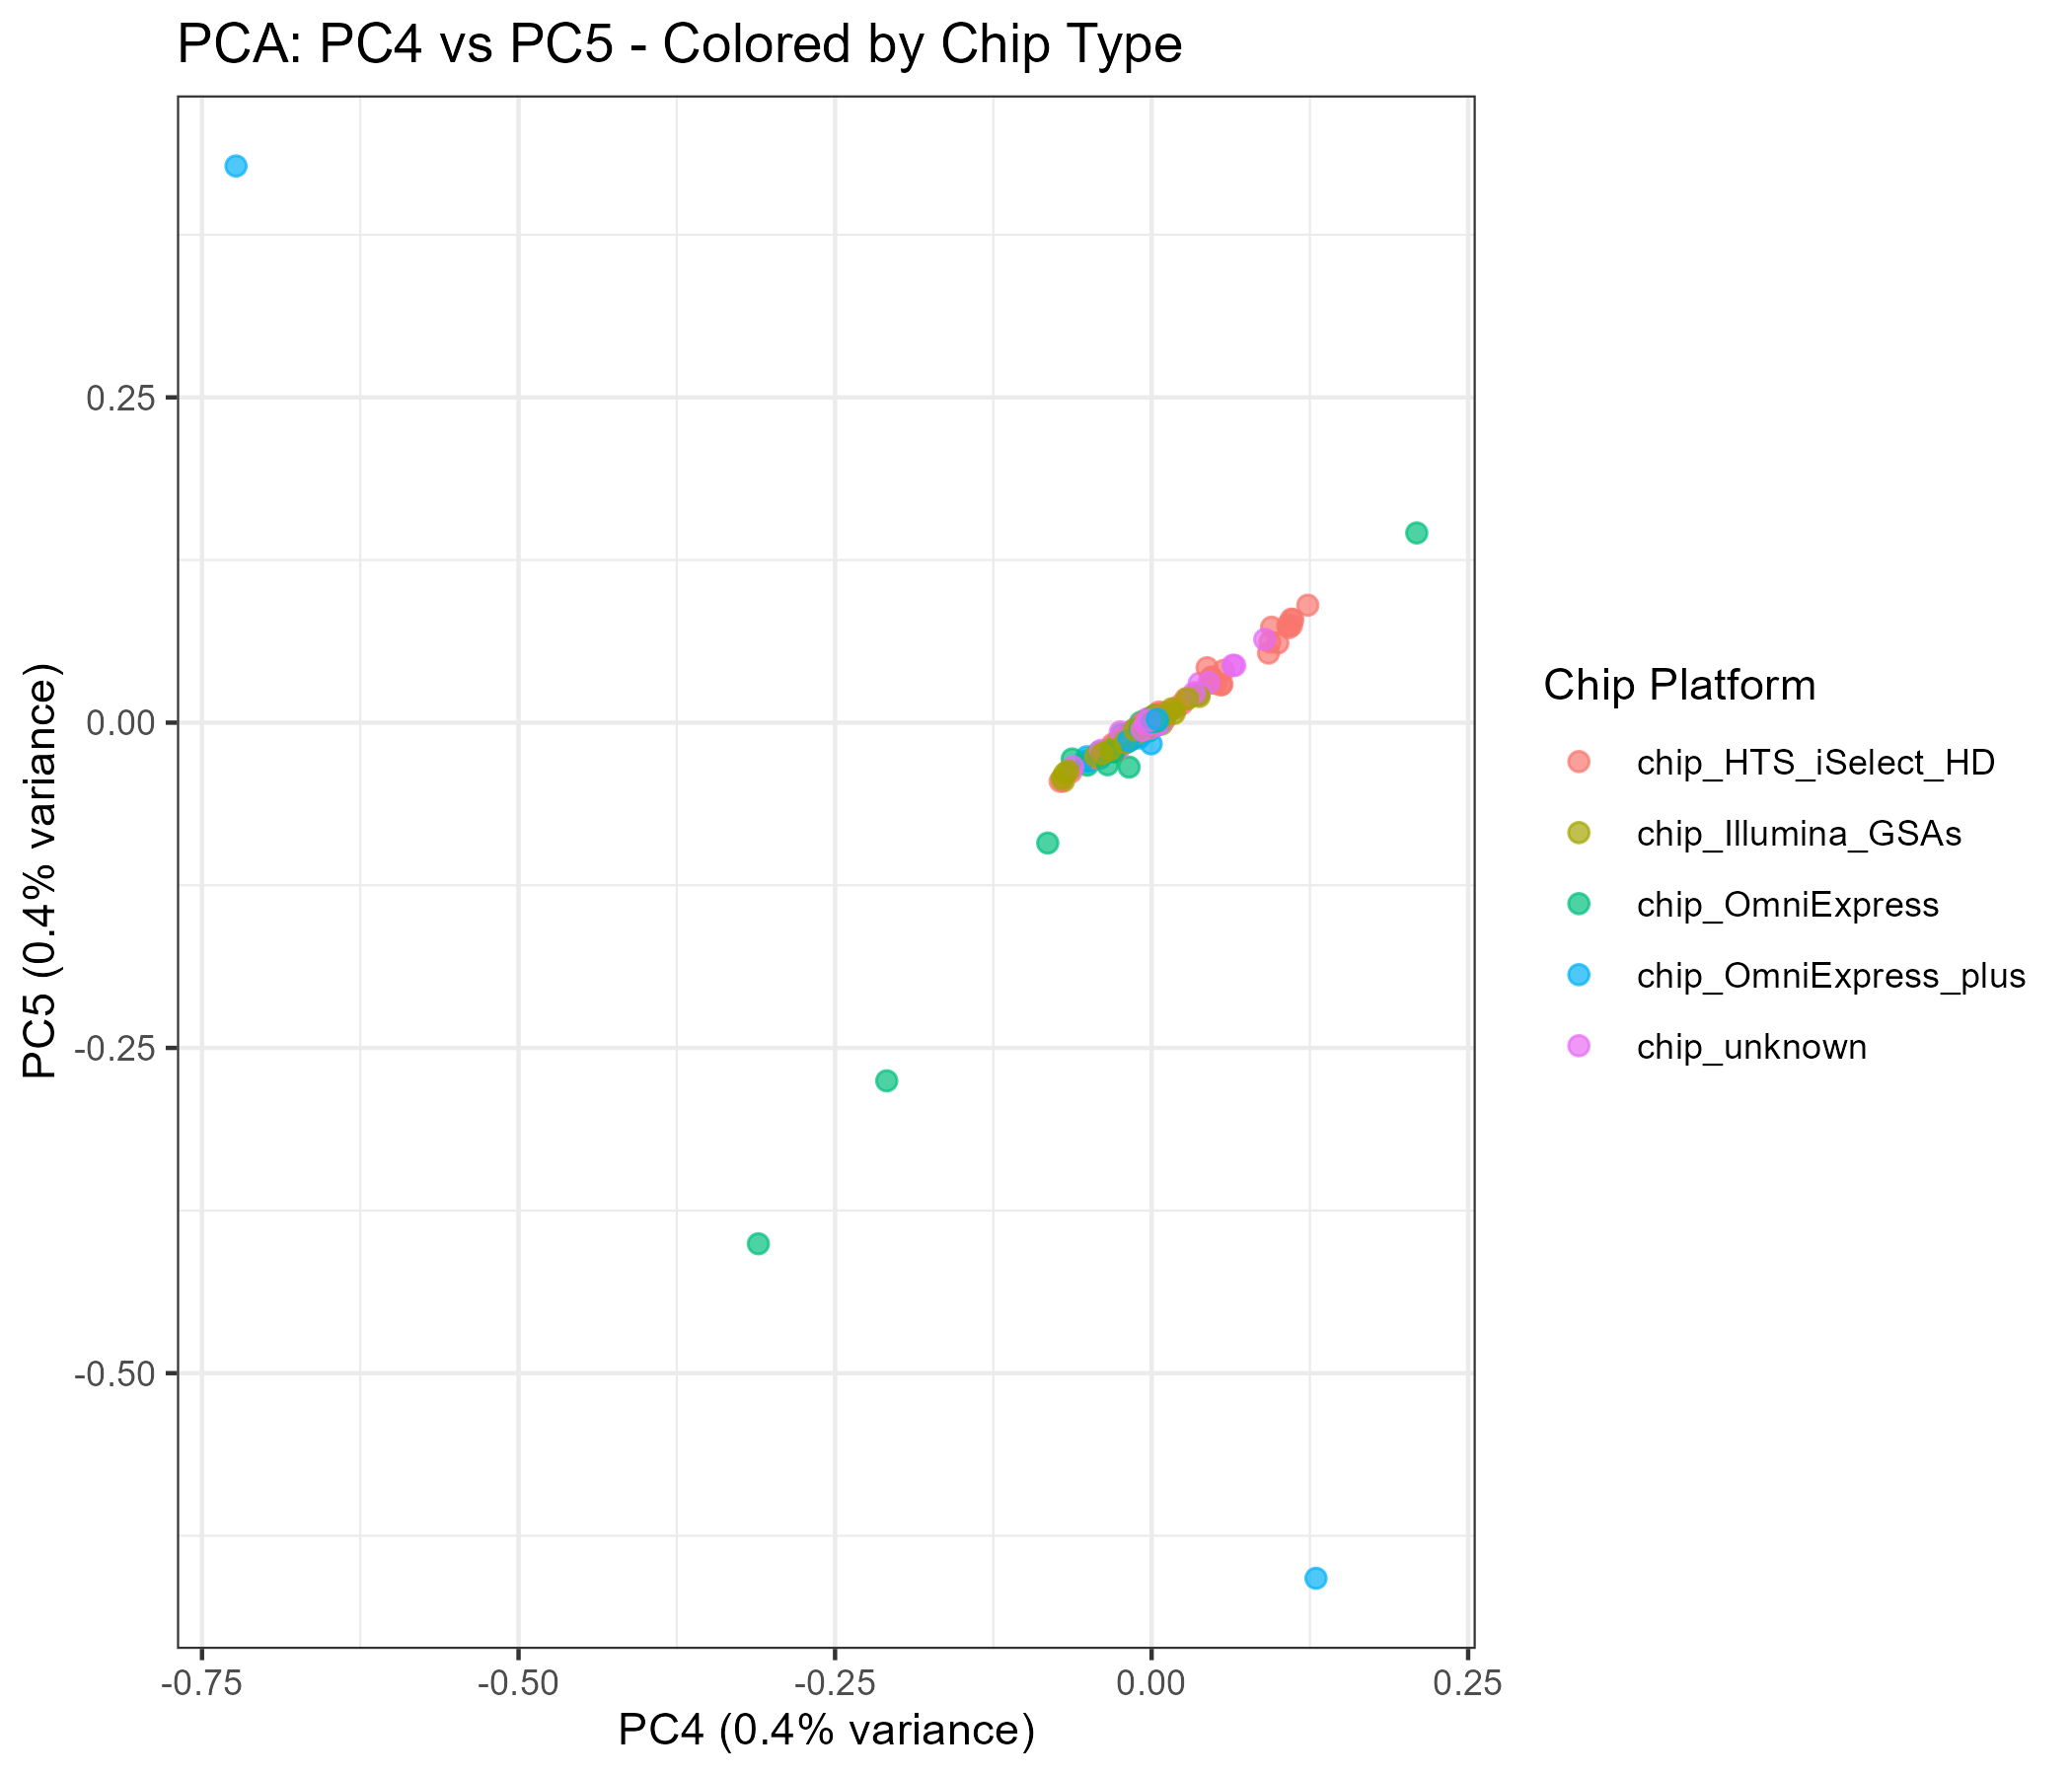 PCA: PC4 vs PC5 - Colored by Chip Type
PC5 (0.4% variance)
0.25
0.00
-0.25
-0.50
-0.75
-0.50
-0.25
0.00
0.25
PC4 (0.4% variance)
Chip Platform
chip_HTS_iSelect_HD
chip_Illumina_GSAs
chip_OmniExpress
chip_OmniExpress_plus
chip_unknown